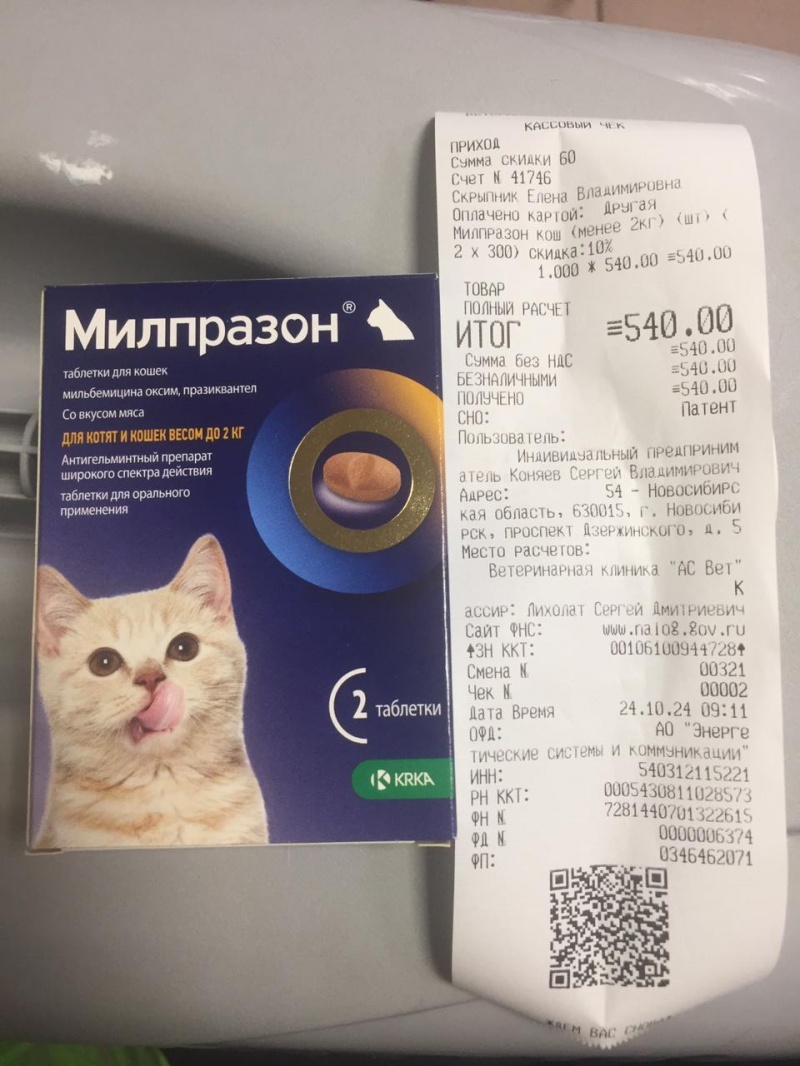 Милпразон®
таблетки для кошек
мильбемицина оксим, празиквантел
Со вкусом мяса
ДЛЯ КОТЯТ И КОШЕК ВЕСОМ ДО 2 КГ
Антигельминтный препарат
широкого спектра действия
таблетки для орального
применения
2 таблетки
KRKA
КАССОВЫЙ ЧЕК
ПРИХОД
Сумма скидки 60
Счет № 41746
Скрыпник Елена Владимировна
Оплачено картой: Другая
Милпразон кош (менее 2кг) (шт) (
2 x 300) скидка:10%
1.000 * 540.00 ≡540.00
ТОВАР
ПОЛНЫЙ РАСЧЕТ
ИТОГ ≡540.00
Сумма без НДС ≡540.00
БЕЗНАЛИЧНЫМИ ≡540.00
ПОЛУЧЕНО ≡540.00
СНО: Патент
Пользователь:
Индивидуальный предприним
атель Коняев Сергей Владимирович
Адрес: 54 - Новосибирс
кая область, 630015, г. Новосиби
рск, проспект Дзержинского, д. 5
Место расчетов:
Ветеринарная клиника "АС Вет"
К
ассир: Лихолат Сергей Дмитриевич
Сайт ФНС: www.nalog.gov.ru
↑ЗН ККТ: 00106100944728↑
Смена № 00321
Чек № 00002
Дата Время 24.10.24 09:11
ОФД: АО "Энерге
тические системы и коммуникации"
ИНН: 540312115221
РН ККТ: 0005430811028573
ФН № 7281440701322615
ФД № 0000006374
ФП: 0346462071
ЖДЕМ ВАС